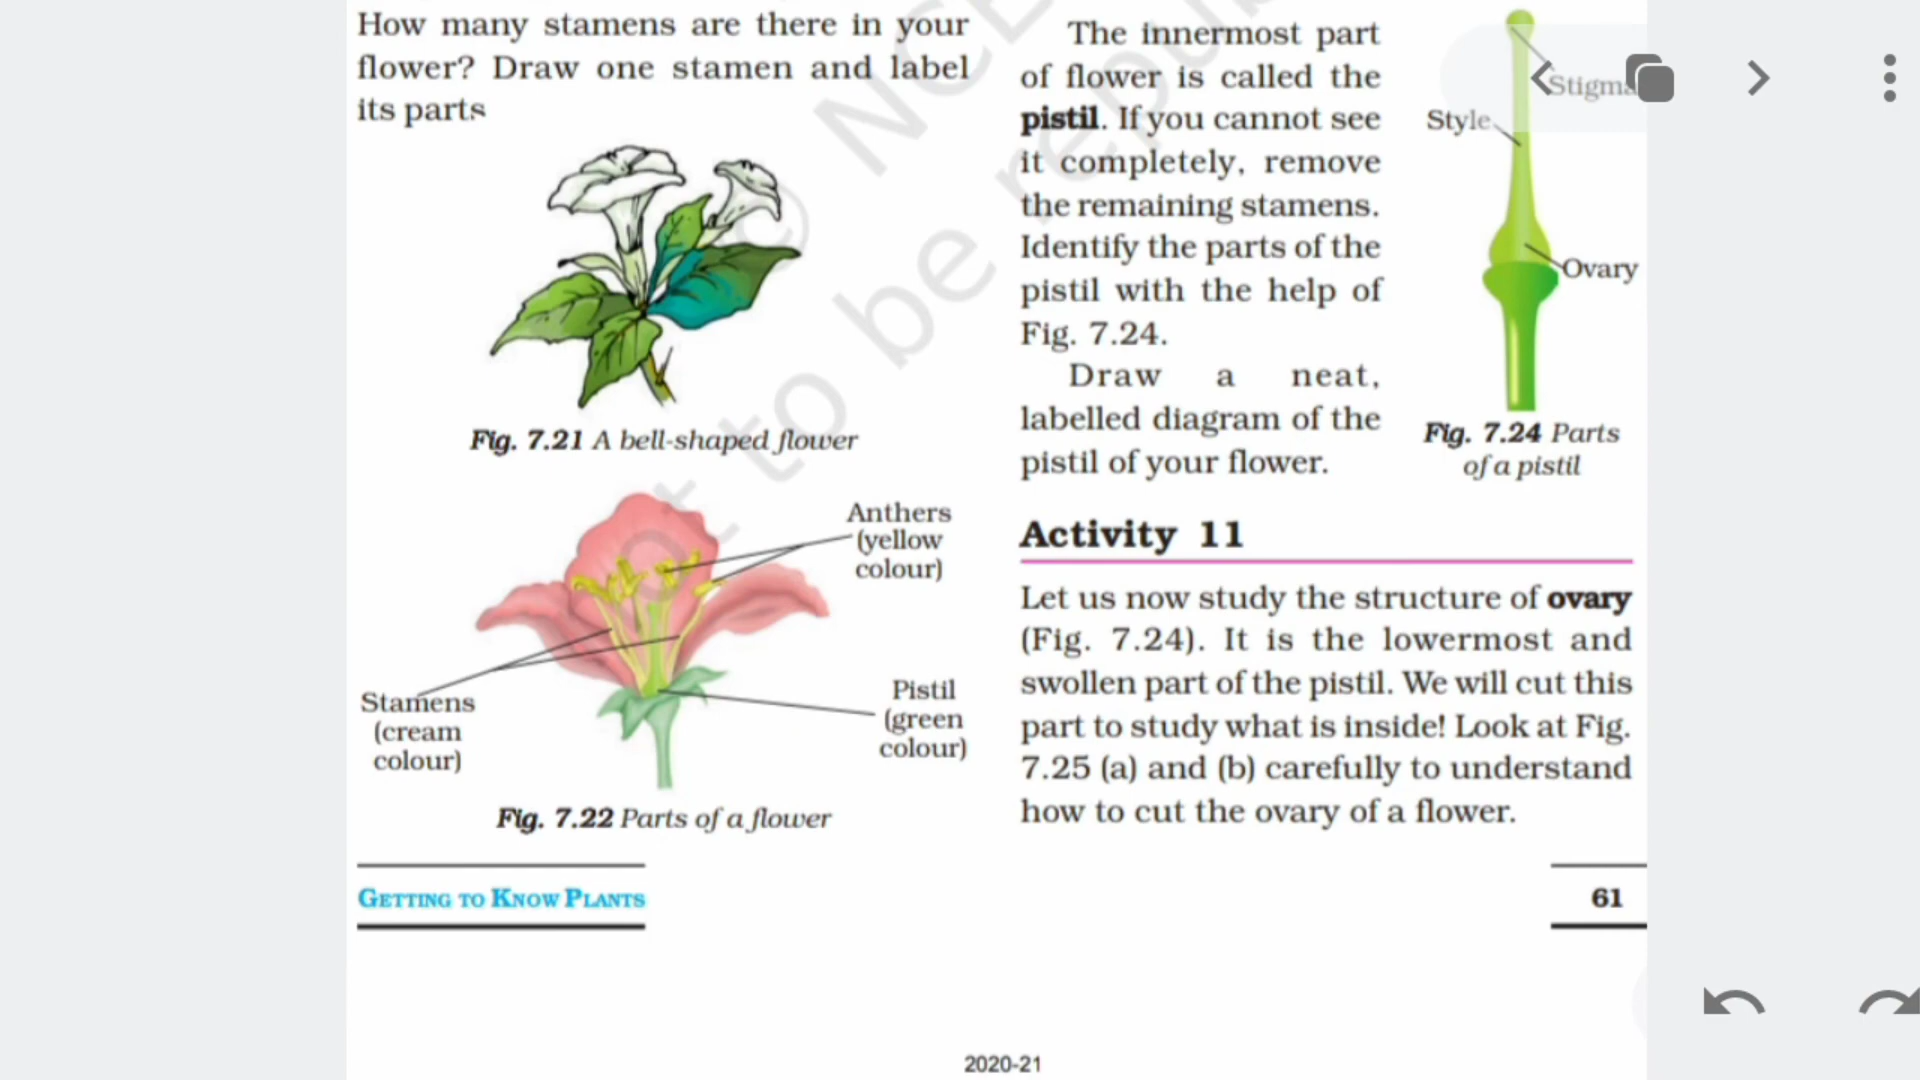 How many stamens are there in your
flower? Draw one stamen and label
its parts
Fig. 7.21 A bell-shaped flower
Anthers
(yellow
colour)
Stamens
(cream
colour)
Pistil
(green
colour)
Fig. 7.22 Parts of a flower
The innermost part
of flower is called the
pistil. If you cannot see
it completely, remove
the remaining stamens.
Identify the parts of the
pistil with the help of
Fig. 7.24.
Draw a neat,
labelled diagram of the
pistil of your flower.
Stigma
Style
Ovary
Fig. 7.24 Parts
of a pistil
Activity 11
Let us now study the structure of ovary
(Fig. 7.24). It is the lowermost and
swollen part of the pistil. We will cut this
part to study what is inside! Look at Fig.
7.25 (a) and (b) carefully to understand
how to cut the ovary of a flower.
GETTING TO KNOW PLANTS
61
2020-21
© NCE
not to be repub